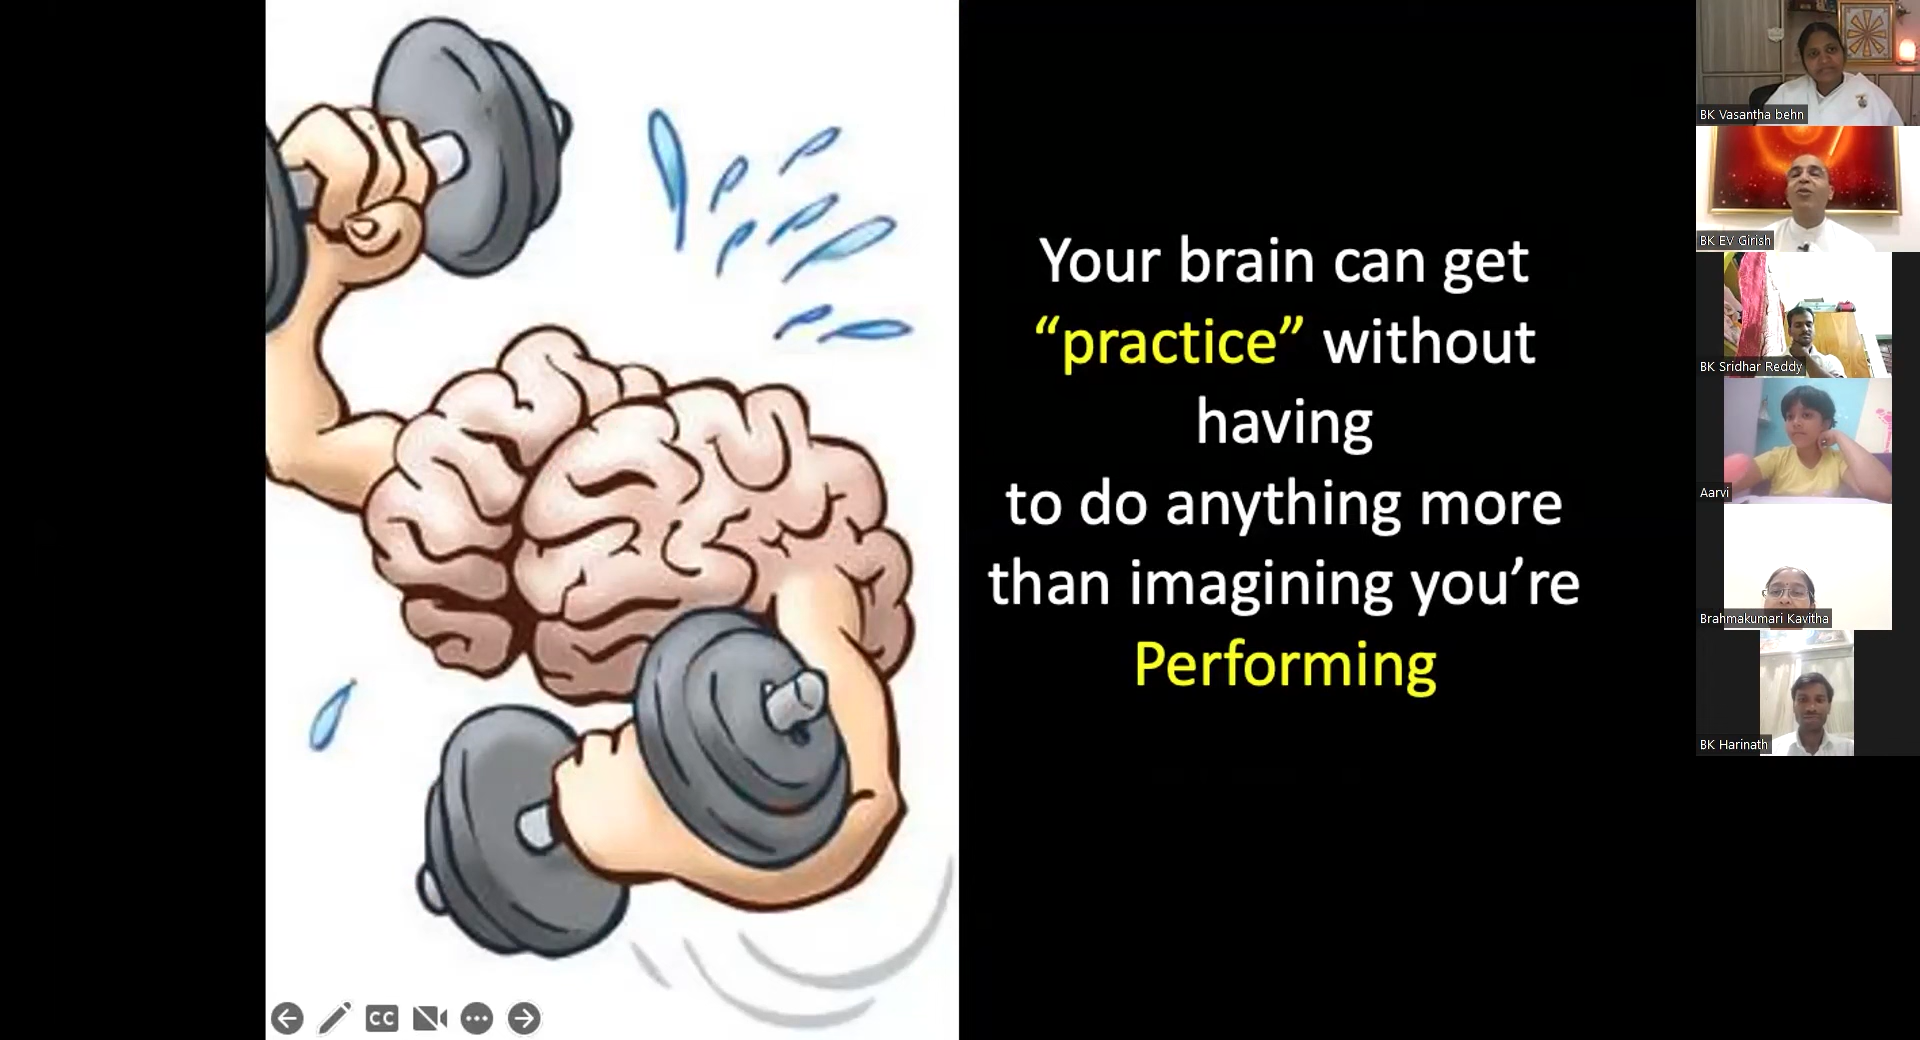 Your brain can get
“practice” without
having
to do anything more
than imagining you’re
Performing
BK Vasantha behn
BK EV Girish
BK Sridhar Reddy
Aarvi
Brahmakumari Kavitha
BK Harinath
CC